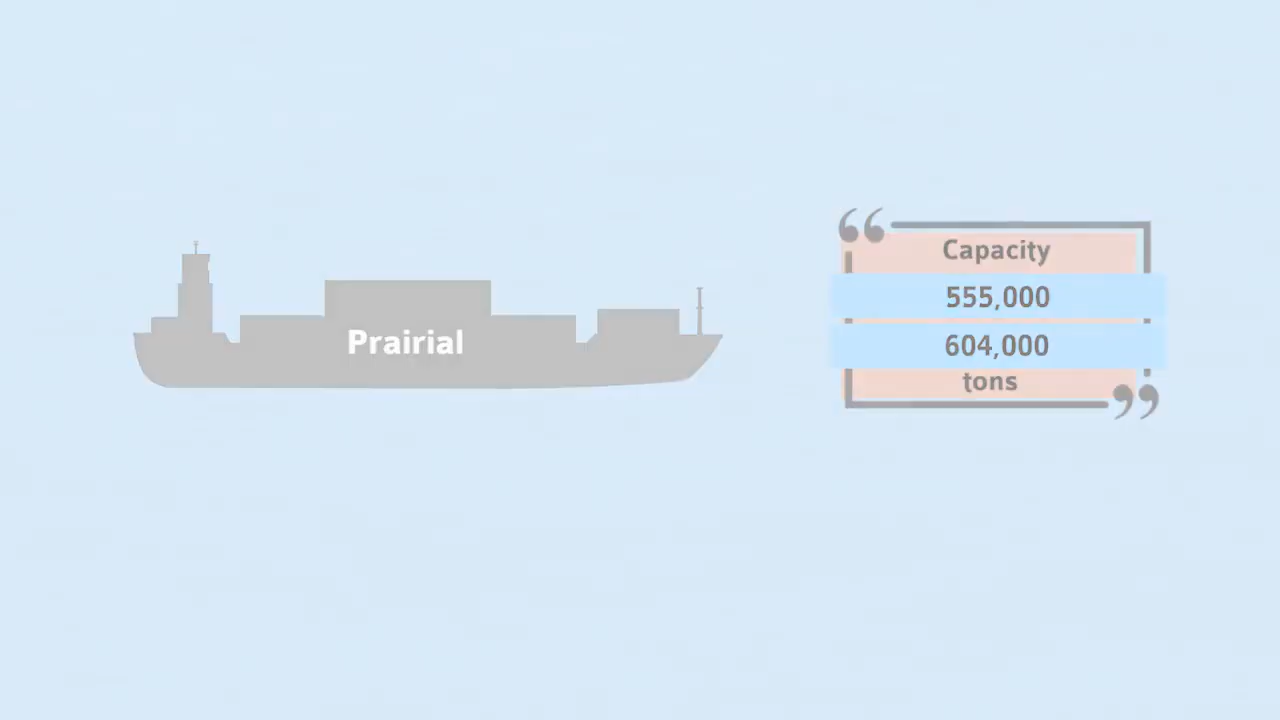 Prairial
“ Capacity
555,000
604,000
tons ”